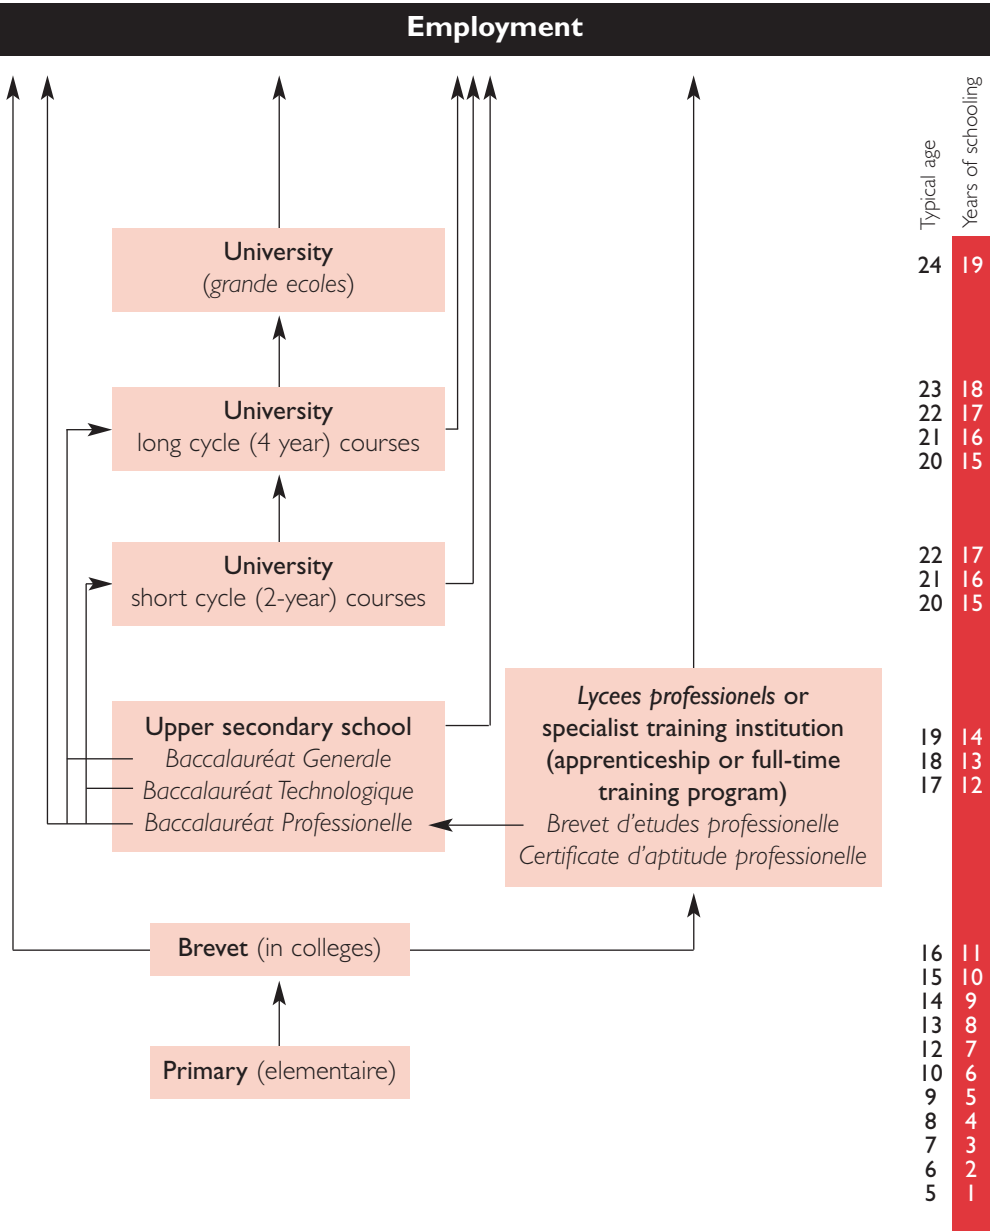 Employment
Typical age
Years of schooling
University
(grande ecoles)
24 19
University
long cycle (4 year) courses
23 18
22 17
21 16
20 15
University
short cycle (2-year) courses
22 17
21 16
20 15
Upper secondary school
Baccalauréat Generale
Baccalauréat Technologique
Baccalauréat Professionelle
Lycees professionels or
specialist training institution
(apprenticeship or full-time
training program)
Brevet d'etudes professionelle
Certificate d'aptitude professionelle
19 14
18 13
17 12
Brevet (in colleges)
Primary (elementaire)
16 11
15 10
14 9
13 8
12 7
10 6
9 5
8 4
7 3
6 2
5 1